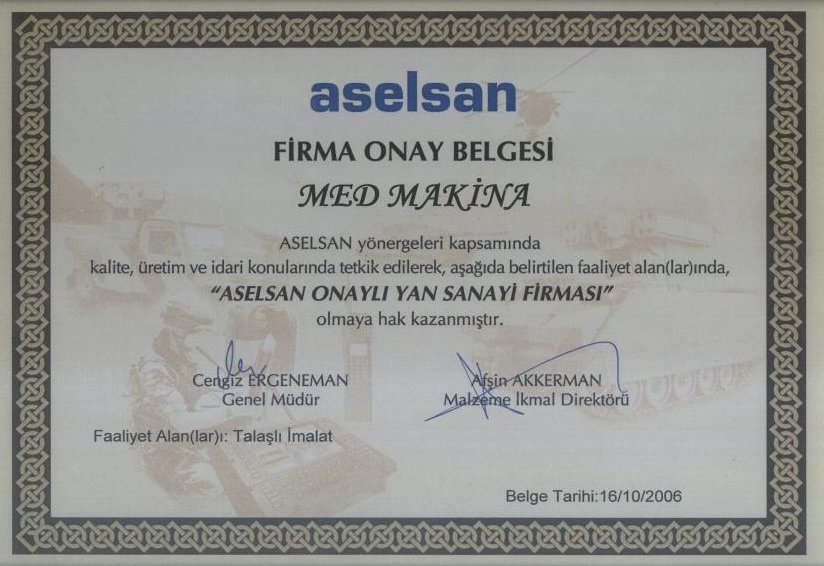 aselsan
FİRMA ONAY BELGESİ
MED MAKİNA
ASELSAN yönergeleri kapsamında
kalite, üretim ve idari konularında tetkik edilerek, aşağıda belirtilen faaliyet alan(lar)ında,
“ASELSAN ONAYLI YAN SANAYİ FİRMASI”
olmaya hak kazanmıştır.
Cengiz ERGENEMAN Afşin AKKERMAN
Genel Müdür Malzeme İkmal Direktörü
Faaliyet Alan(lar)ı: Talaşlı İmalat
Belge Tarihi:16/10/2006